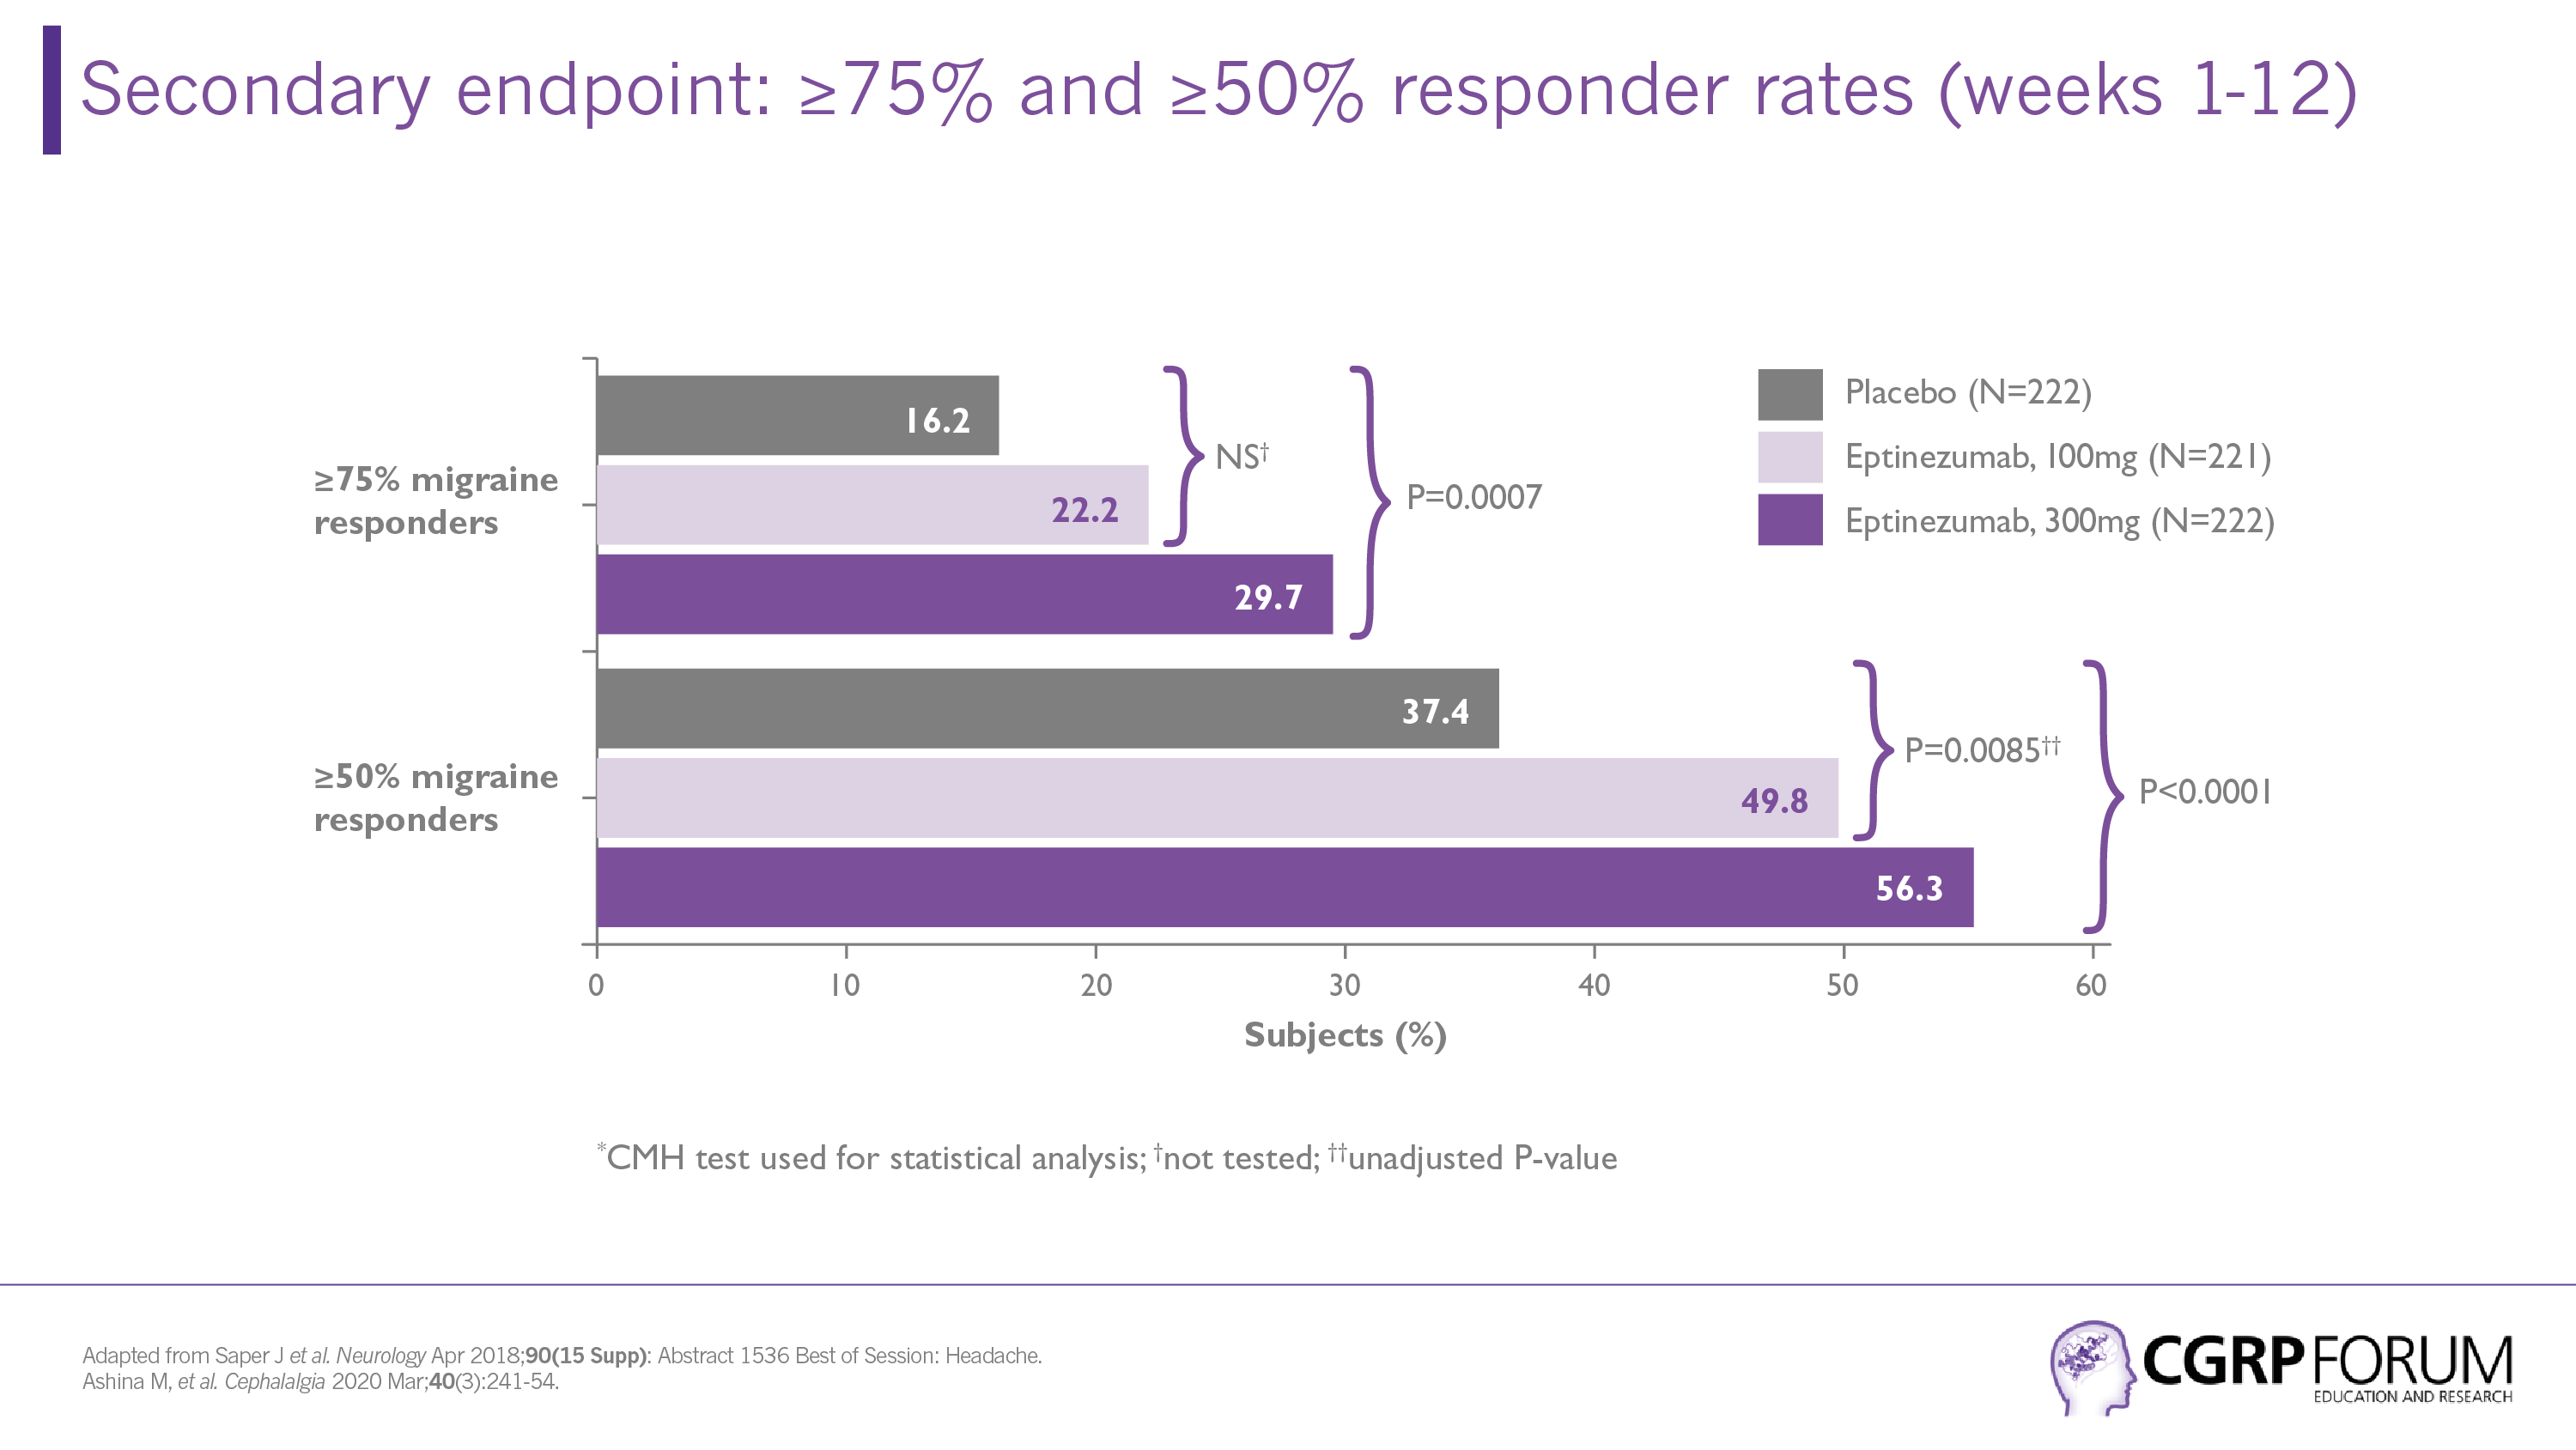 Secondary endpoint: ≥75% and ≥50% responder rates (weeks 1-12)
Placebo (N=222)
Eptinezumab, 100mg (N=221)
Eptinezumab, 300mg (N=222)
≥75% migraine
responders
16.2
22.2
29.7
NS†
P=0.0007
≥50% migraine
responders
37.4
49.8
56.3
P=0.0085††
P<0.0001
0 10 20 30 40 50 60
Subjects (%)
*CMH test used for statistical analysis; †not tested; ††unadjusted P-value
Adapted from Saper J et al. Neurology Apr 2018;90(15 Supp): Abstract 1536 Best of Session: Headache.
Ashina M, et al. Cephalalgia 2020 Mar;40(3):241-54.
CGRP FORUM
EDUCATION AND RESEARCH